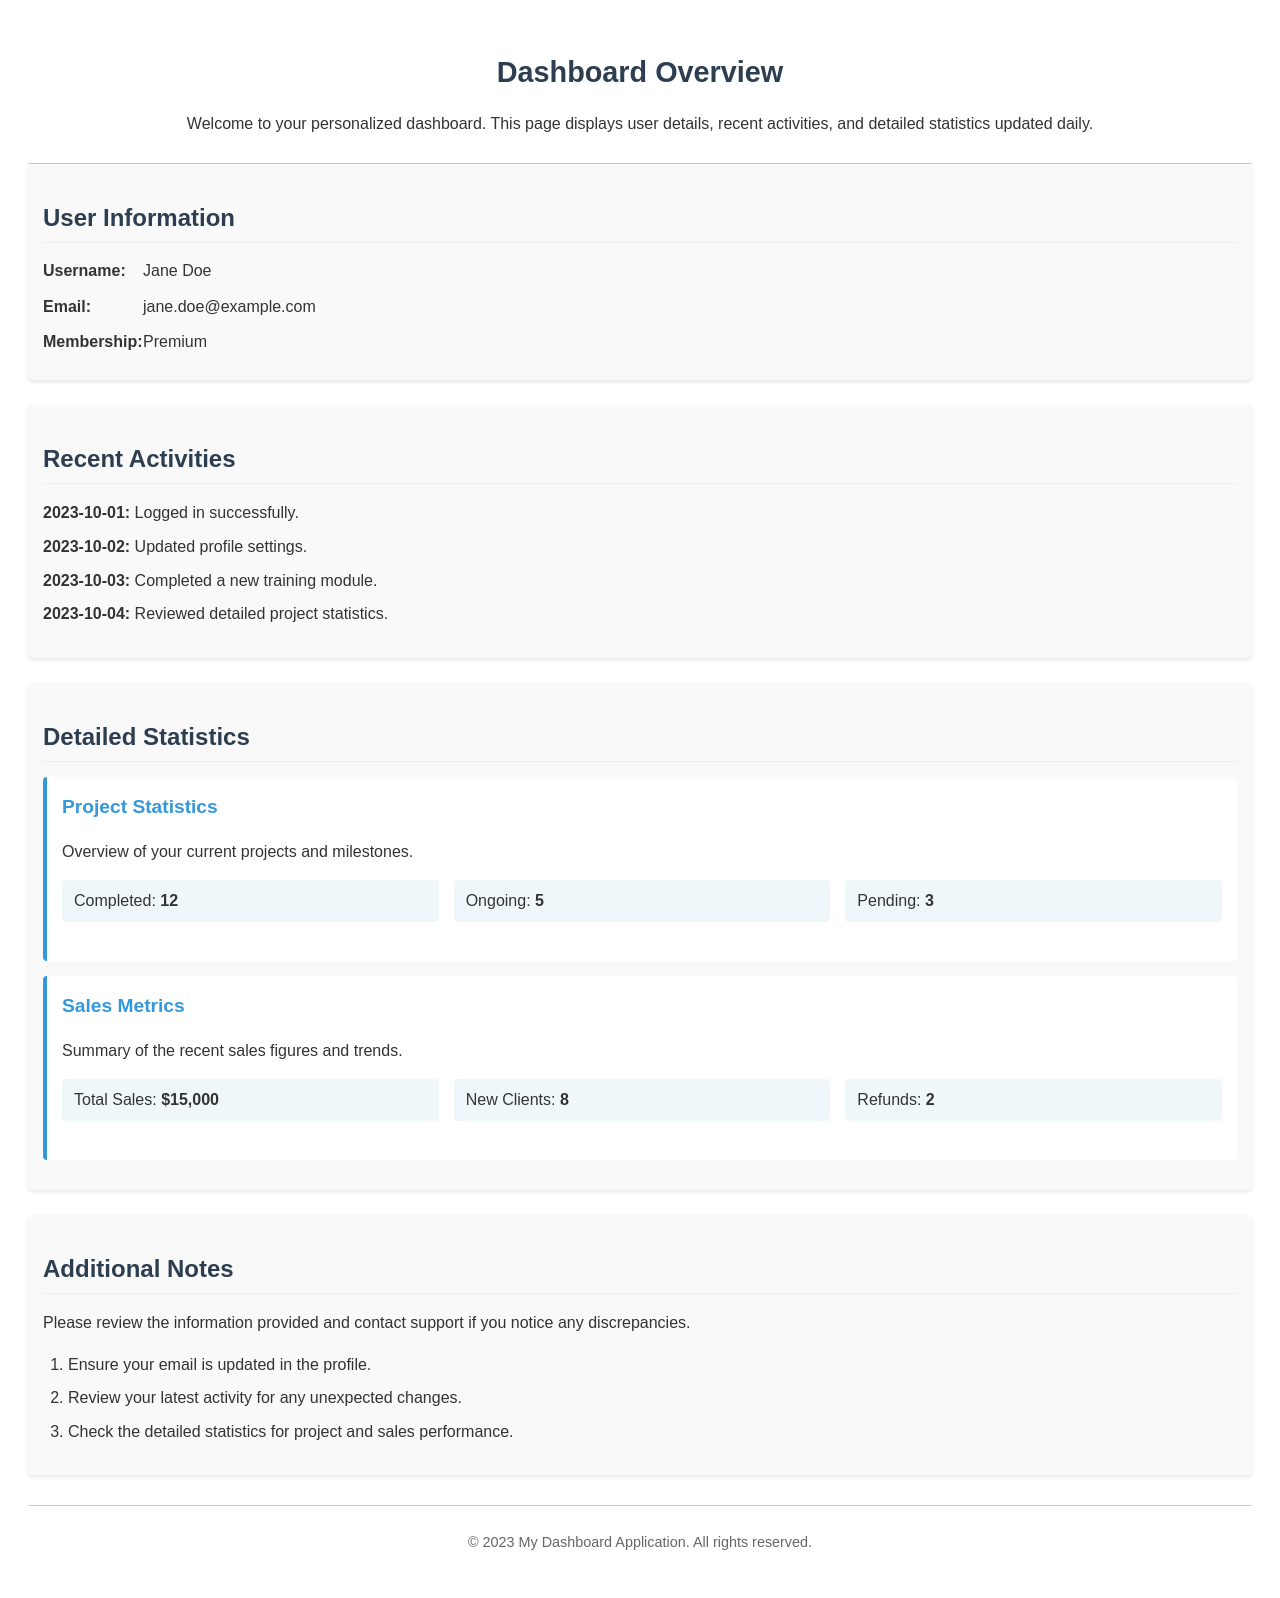 Dashboard Overview
Welcome to your personalized dashboard. This page displays user details, recent activities, and detailed statistics updated daily.
User Information
Username: Jane Doe
Email: jane.doe@example.com
Membership: Premium
Recent Activities
2023-10-01: Logged in successfully.
2023-10-02: Updated profile settings.
2023-10-03: Completed a new training module.
2023-10-04: Reviewed detailed project statistics.
Detailed Statistics
Project Statistics
Overview of your current projects and milestones.
Completed: 12 Ongoing: 5 Pending: 3
Sales Metrics
Summary of the recent sales figures and trends.
Total Sales: $15,000 New Clients: 8 Refunds: 2
Additional Notes
Please review the information provided and contact support if you notice any discrepancies.
1. Ensure your email is updated in the profile.
2. Review your latest activity for any unexpected changes.
3. Check the detailed statistics for project and sales performance.
© 2023 My Dashboard Application. All rights reserved.